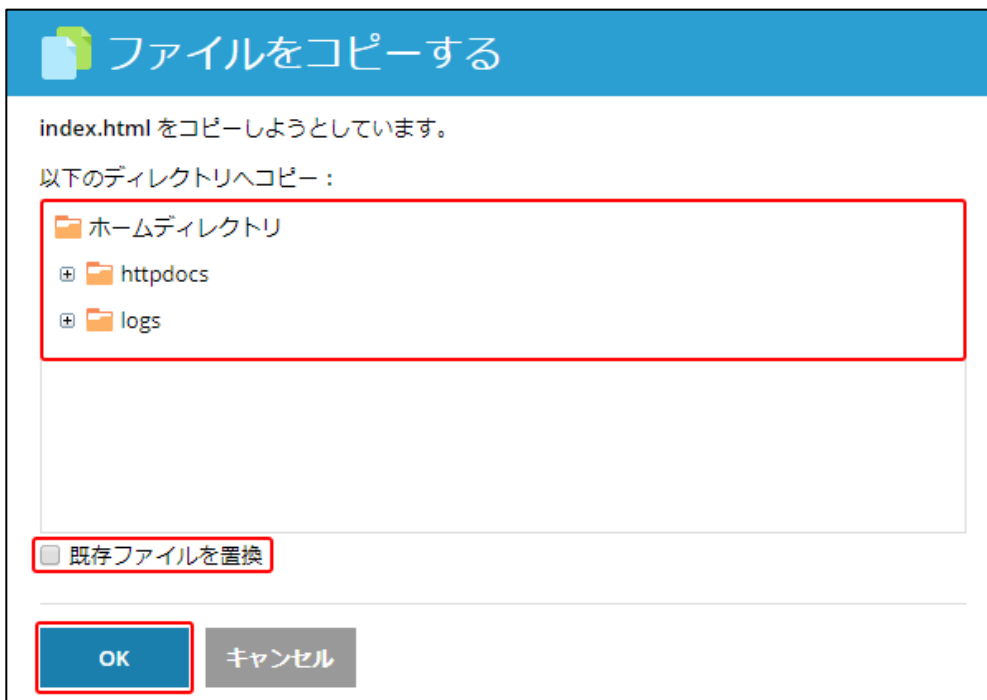 ファイルをコピーする
index.html をコピーしようとしています。
以下のディレクトリへコピー：
ホームディレクトリ
httpdocs
logs
既存ファイルを置換
OK キャンセル